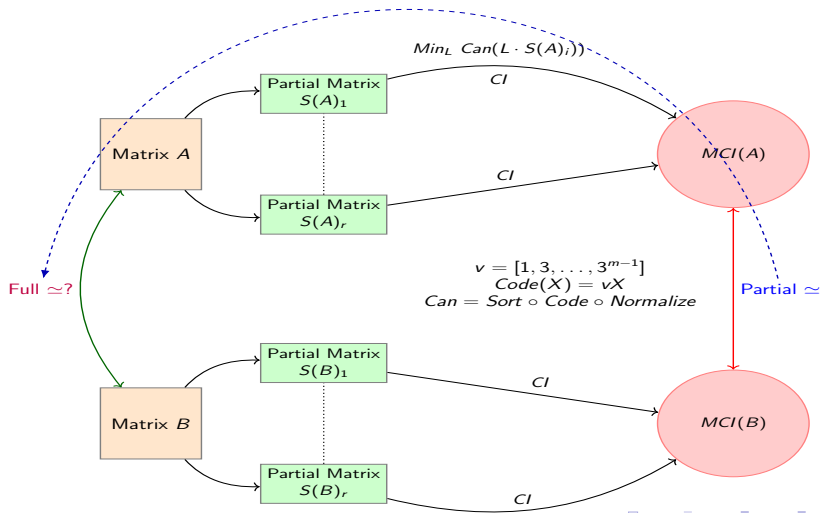 Min_L Can(L · S(A)_i))
CI
Partial Matrix
S(A)_1
Matrix A
MCI(A)
CI
Partial Matrix
S(A)_r
v = [1, 3, . . . , 3^{m−1}]
Code(X) = vX
Can = Sort ∘ Code ∘ Normalize
Full ≃?
Partial ≃
Partial Matrix
S(B)_1
CI
Matrix B
MCI(B)
Partial Matrix
S(B)_r
CI